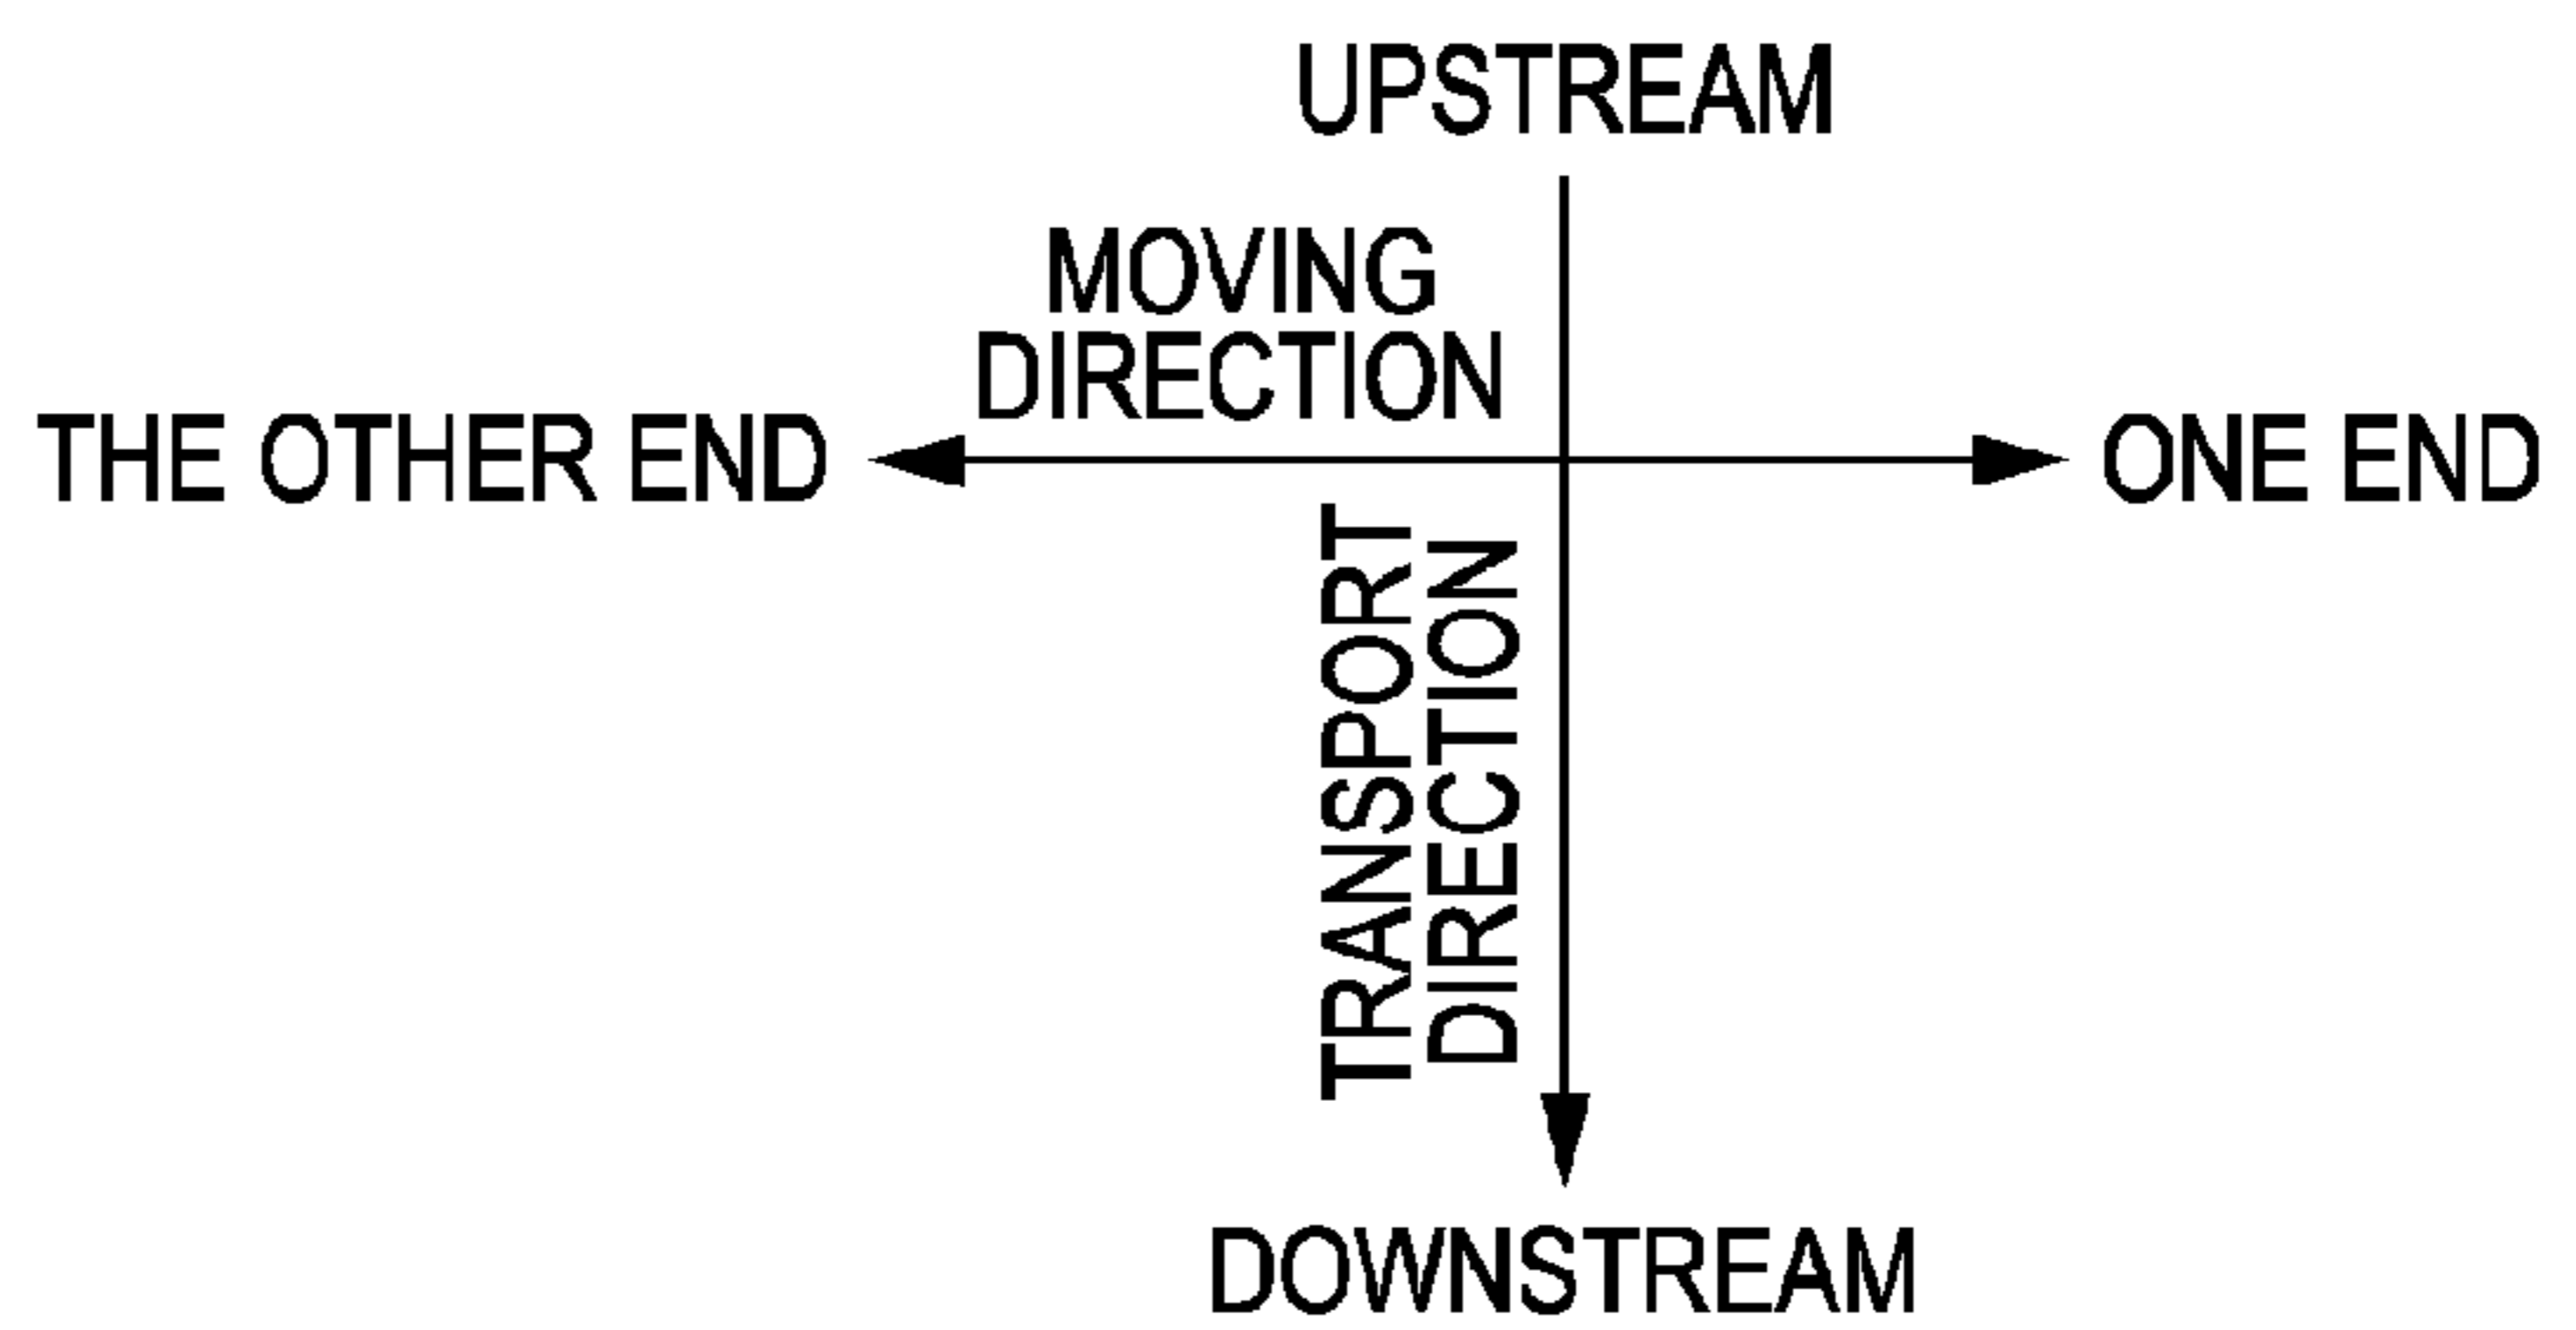 UPSTREAM
MOVING
DIRECTION
THE OTHER END
ONE END
TRANSPORT
DIRECTION
DOWNSTREAM